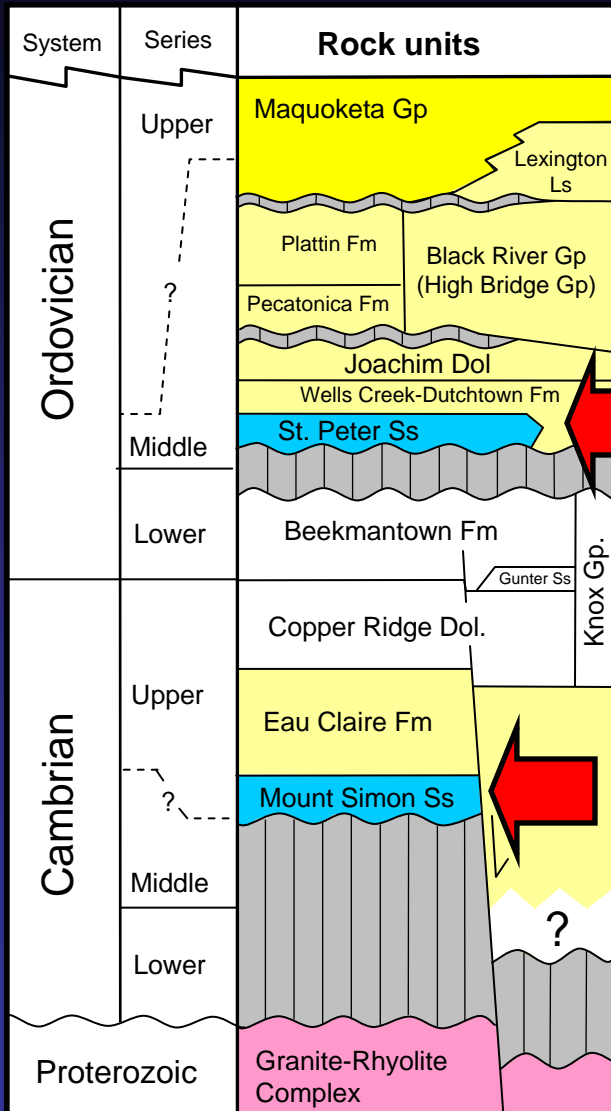 System
Series
Rock units
Ordovician
Upper
?
Middle
Lower
Maquoketa Gp
Lexington
Ls
Plattin Fm
Pecatonica Fm
Black River Gp
(High Bridge Gp)
Joachim Dol
Wells Creek-Dutchtown Fm
St. Peter Ss
Beekmantown Fm
Gunter Ss
Knox Gp.
Cambrian
Upper
?
Middle
Lower
Copper Ridge Dol.
Eau Claire Fm
Mount Simon Ss
?
Proterozoic
Granite-Rhyolite
Complex